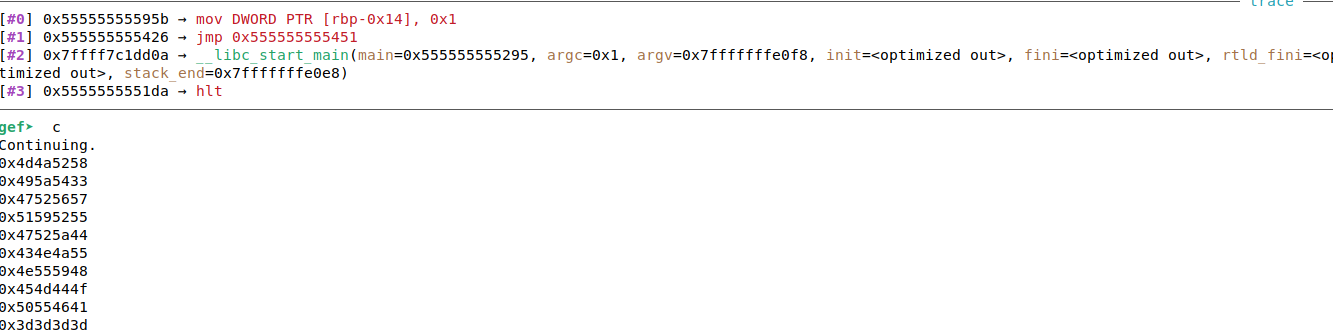 trace
[#0] 0x55555555595b → mov DWORD PTR [rbp-0x14], 0x1
[#1] 0x555555555426 → jmp 0x555555555451
[#2] 0x7ffff7c1dd0a → __libc_start_main(main=0x555555555295, argc=0x1, argv=0x7fffffffe0f8, init=<optimized out>, fini=<optimized out>, rtld_fini=<op
timized out>, stack_end=0x7fffffffe0e8)
[#3] 0x5555555551da → hlt
gef➤ c
Continuing.
0x4d4a5258
0x495a5433
0x47525657
0x51595255
0x47525a44
0x434e4a55
0x4e555948
0x454d444f
0x50554641
0x3d3d3d3d